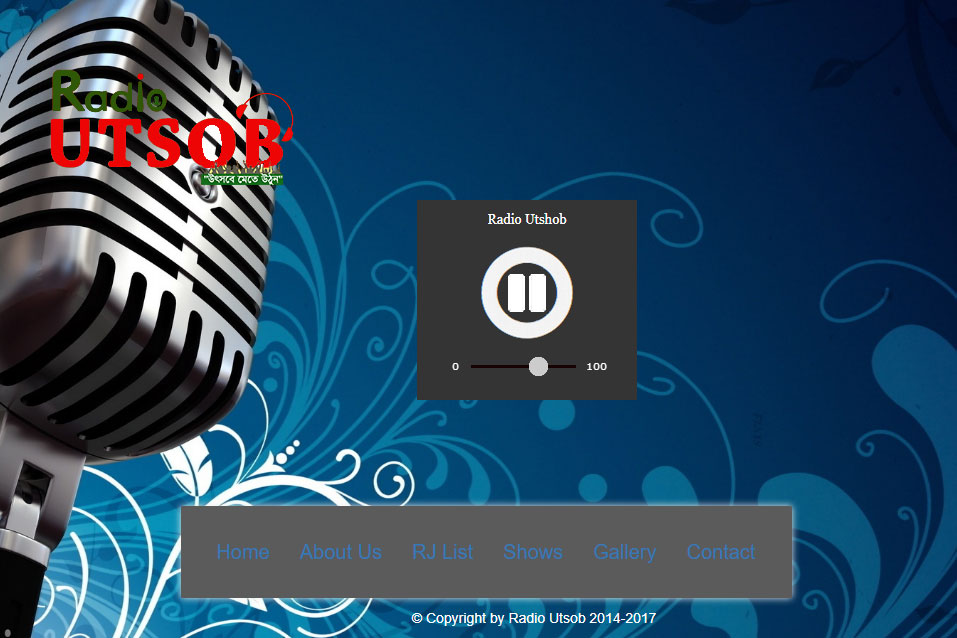 Radio
UTSOB
"উৎসবে মেতে উঠুন"
Radio Utshob
0 100
Home About Us RJ List Shows Gallery Contact
© Copyright by Radio Utsob 2014-2017